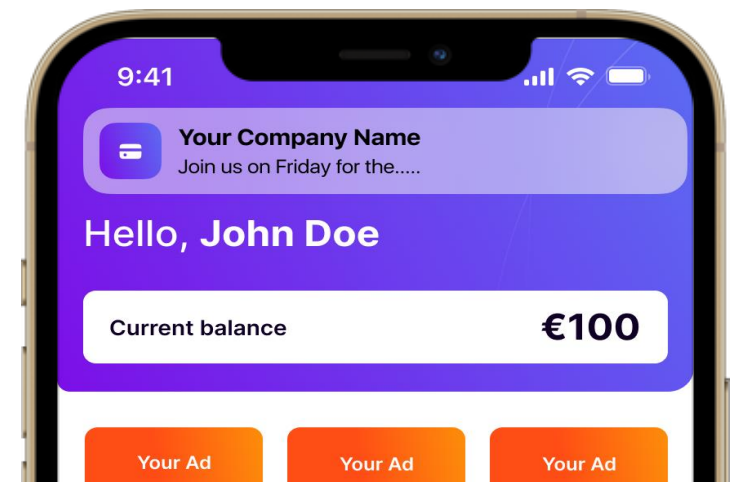 9:41
Your Company Name
Join us on Friday for the.....
Hello, John Doe
Current balance €100
Your Ad Your Ad Your Ad